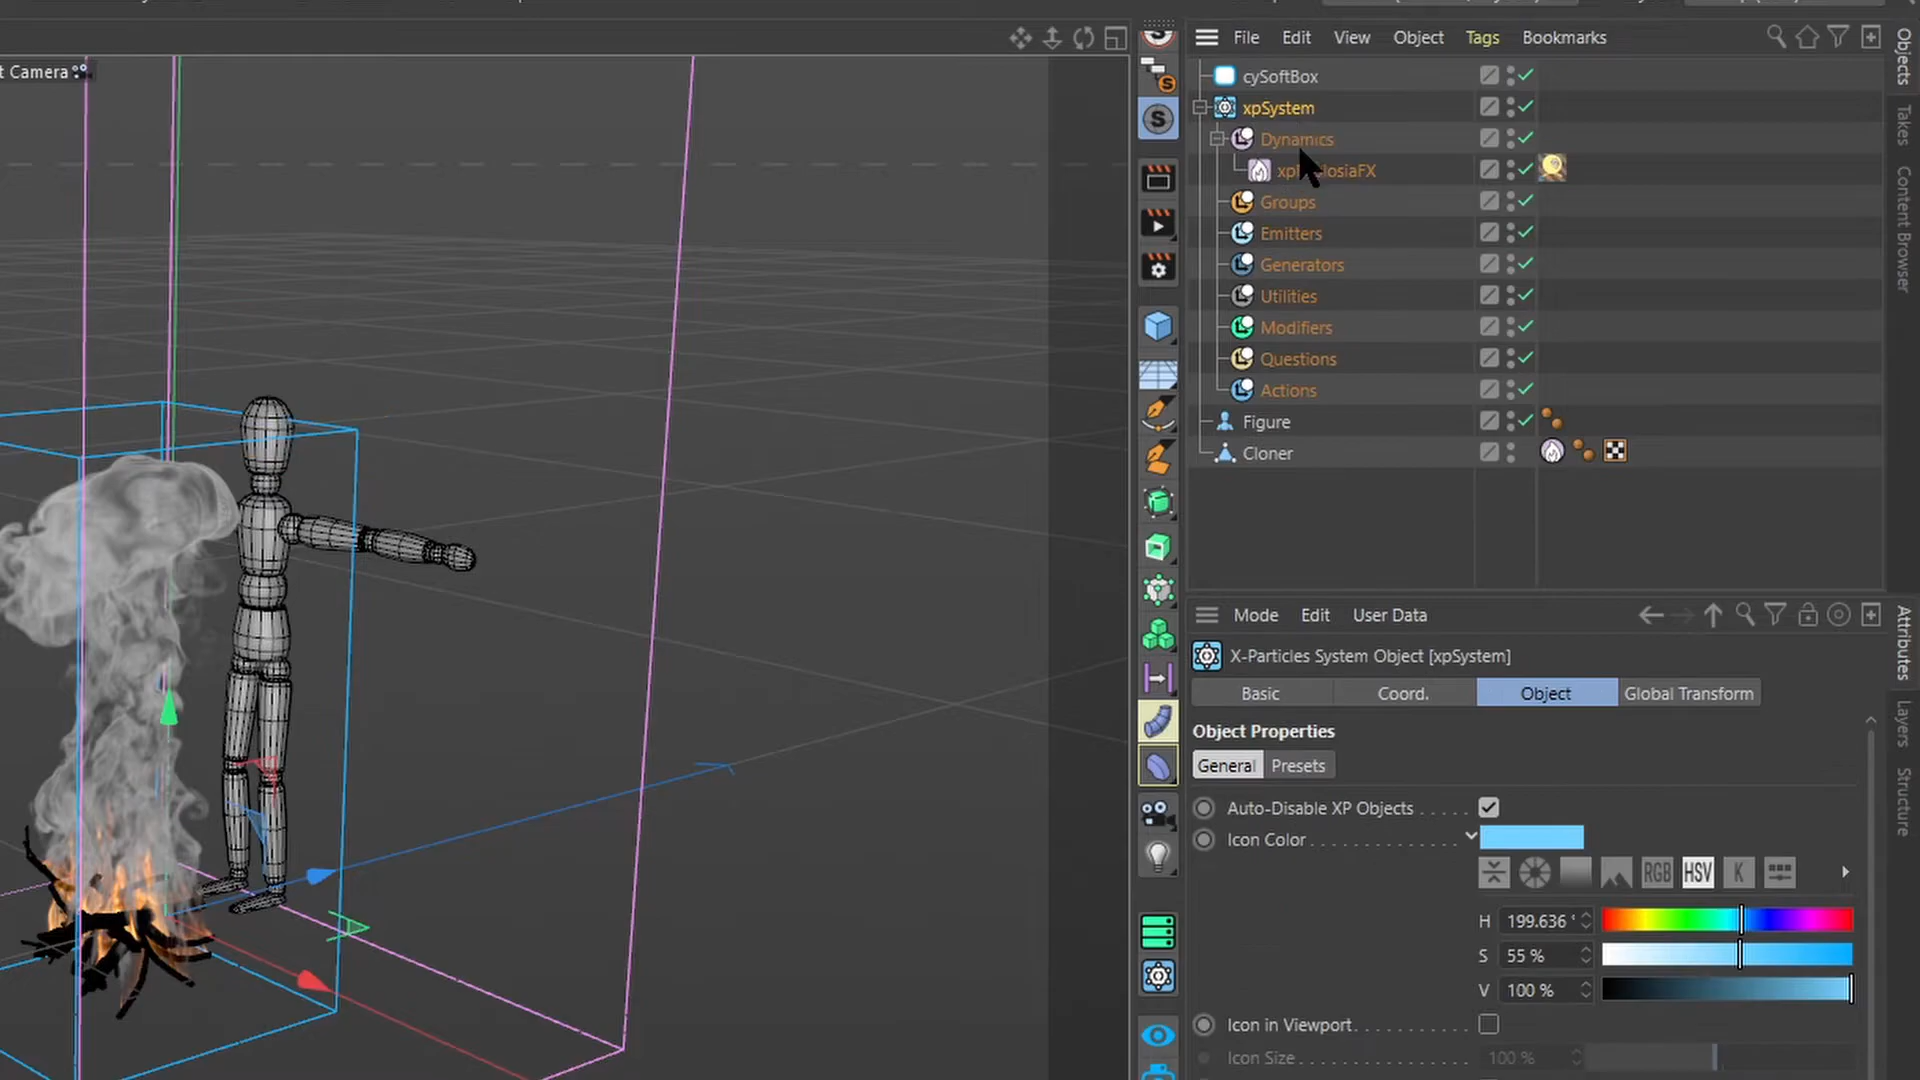 t Camera
File Edit View Object Tags Bookmarks
cySoftBox
xpSystem
Dynamics
Groups
Emitters
Generators
Utilities
Modifiers
Questions
Actions
Figure
Cloner
Objects
Takes
Content Browser
Mode Edit User Data
X-Particles System Object [xpSystem]
Basic Coord. Object Global Transform
Object Properties
General Presets
Auto-Disable XP Objects
Icon Color
RGB HSV K
H 199.636 °
S 55 %
V 100 %
Icon in Viewport
Icon Size 100 %
Attributes
Layers
Structure